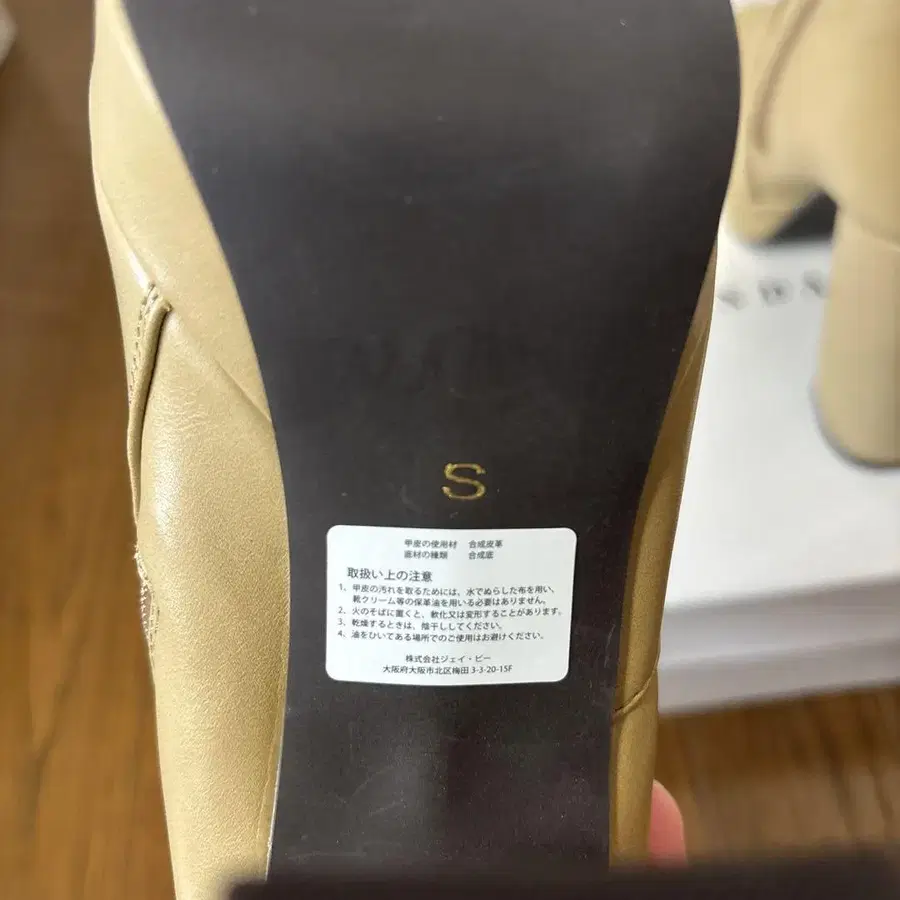 S
甲皮の使用材 合成皮革
底材の種類 合成底
取扱い上の注意
1、甲皮の汚れを取るためには、水でぬらした布を用い、
靴クリーム等の保革油を用いる必要はありません。
2、火のそばに置くと、軟化又は変形することがあります。
3、乾燥するときは、陰干ししてください。
4、油をひいてある場所でのご使用はお避けください。
株式会社ジェイ・ビー
大阪府大阪市北区梅田 3-3-20-15F